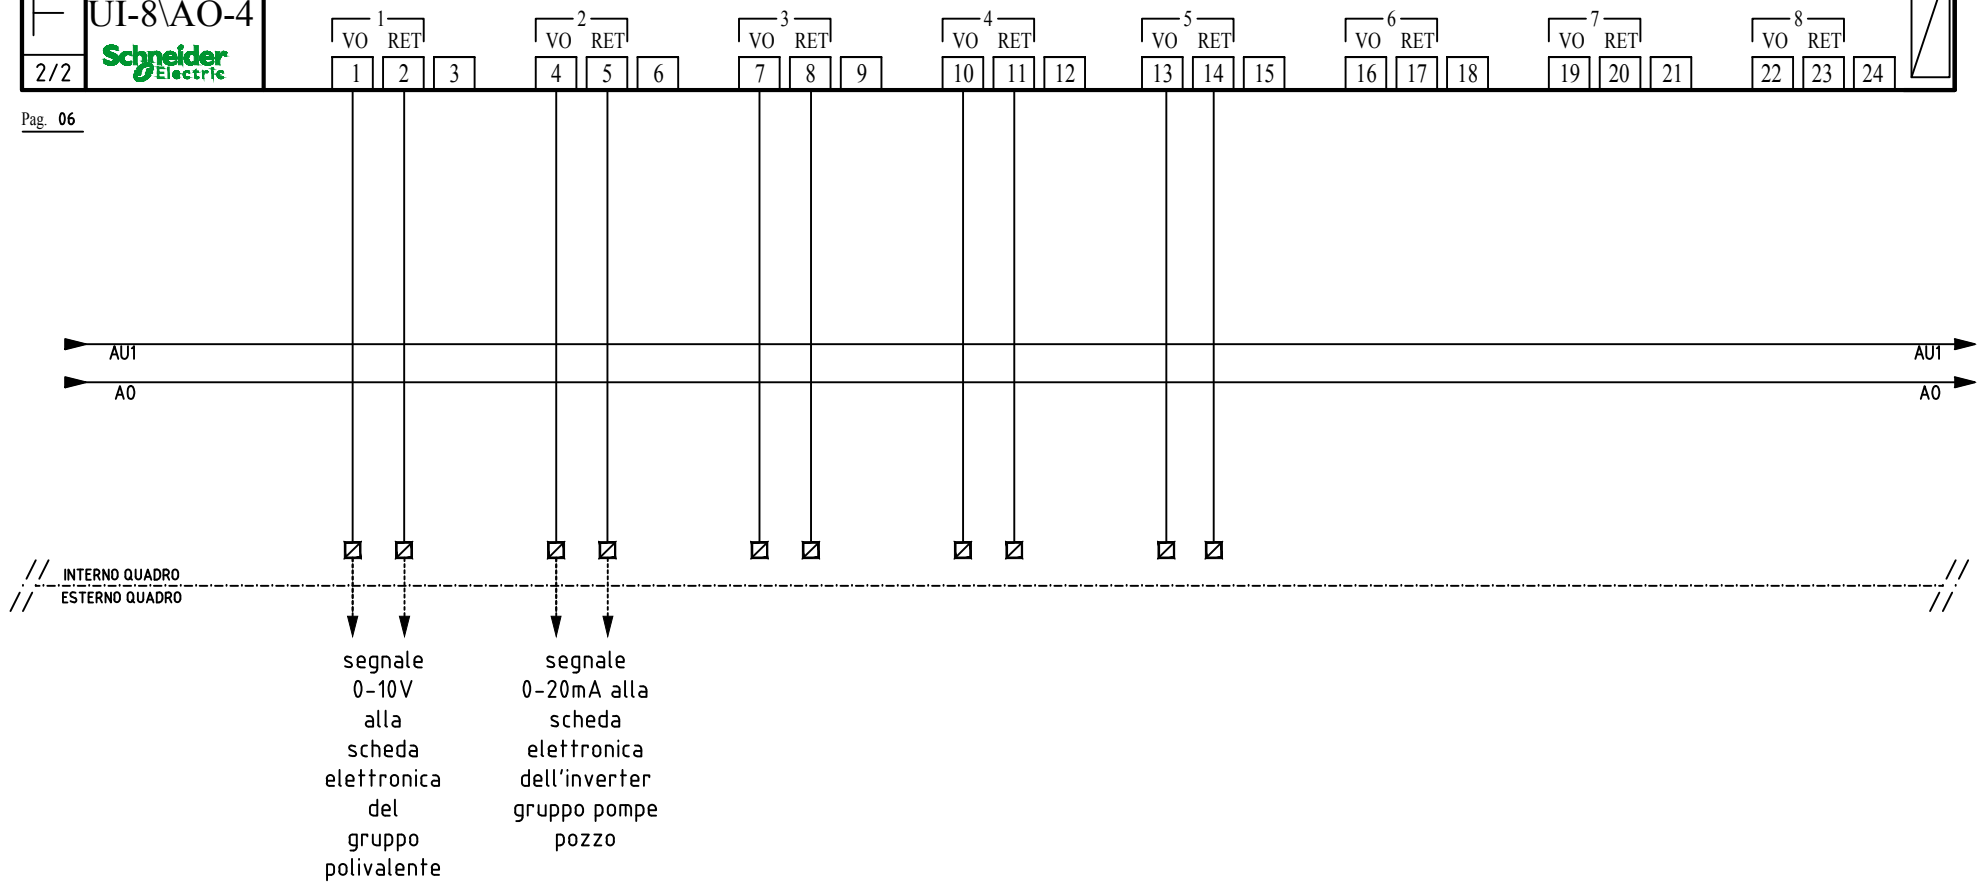 UI-8\AO-4
Schneider
Electric
2/2
1 2 3 4 5 6 7 8
VO RET VO RET VO RET VO RET VO RET VO RET VO RET VO RET
1 2 3 4 5 6 7 8 9 10 11 12 13 14 15 16 17 18 19 20 21 22 23 24
Pag. 06
AU1 AU1
A0 A0
INTERNO QUADRO
ESTERNO QUADRO
segnale
0-10V
alla
scheda
elettronica
del
gruppo
polivalente
segnale
0-20mA alla
scheda
elettronica
dell'inverter
gruppo pompe
pozzo